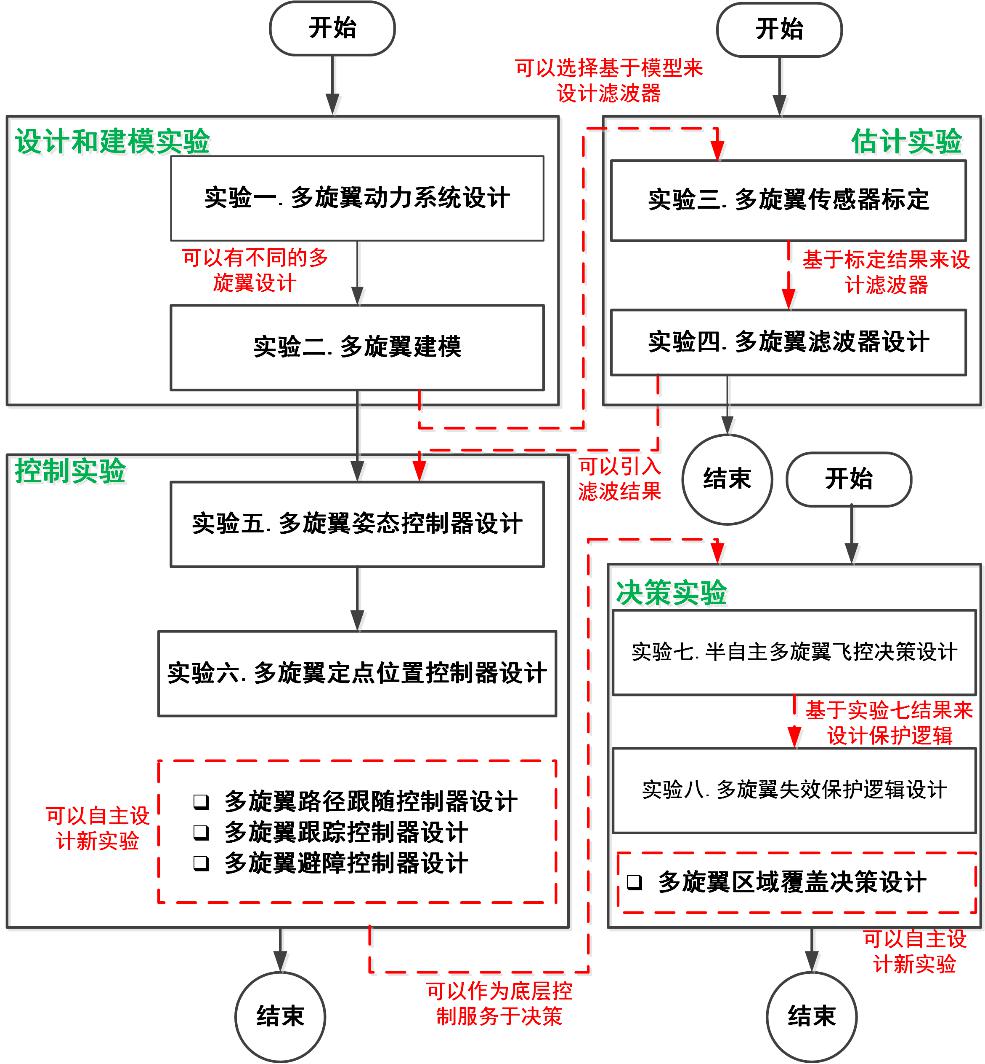 开始
设计和建模实验
实验一.多旋翼动力系统设计
可以有不同的多
旋翼设计
实验二.多旋翼建模
可以选择基于模型来
设计滤波器
开始
估计实验
实验三.多旋翼传感器标定
基于标定结果来设
计滤波器
实验四.多旋翼滤波器设计
可以引入
滤波结果
结束
控制实验
实验五.多旋翼姿态控制器设计
实验六.多旋翼定点位置控制器设计
可以自主设
计新实验
❑ 多旋翼路径跟随控制器设计
❑ 多旋翼跟踪控制器设计
❑ 多旋翼避障控制器设计
结束
可以作为底层控
制服务于决策
开始
决策实验
实验七.半自主多旋翼飞控决策设计
基于实验七结果来
设计保护逻辑
实验八.多旋翼失效保护逻辑设计
❑ 多旋翼区域覆盖决策设计
可以自主设
计新实验
结束